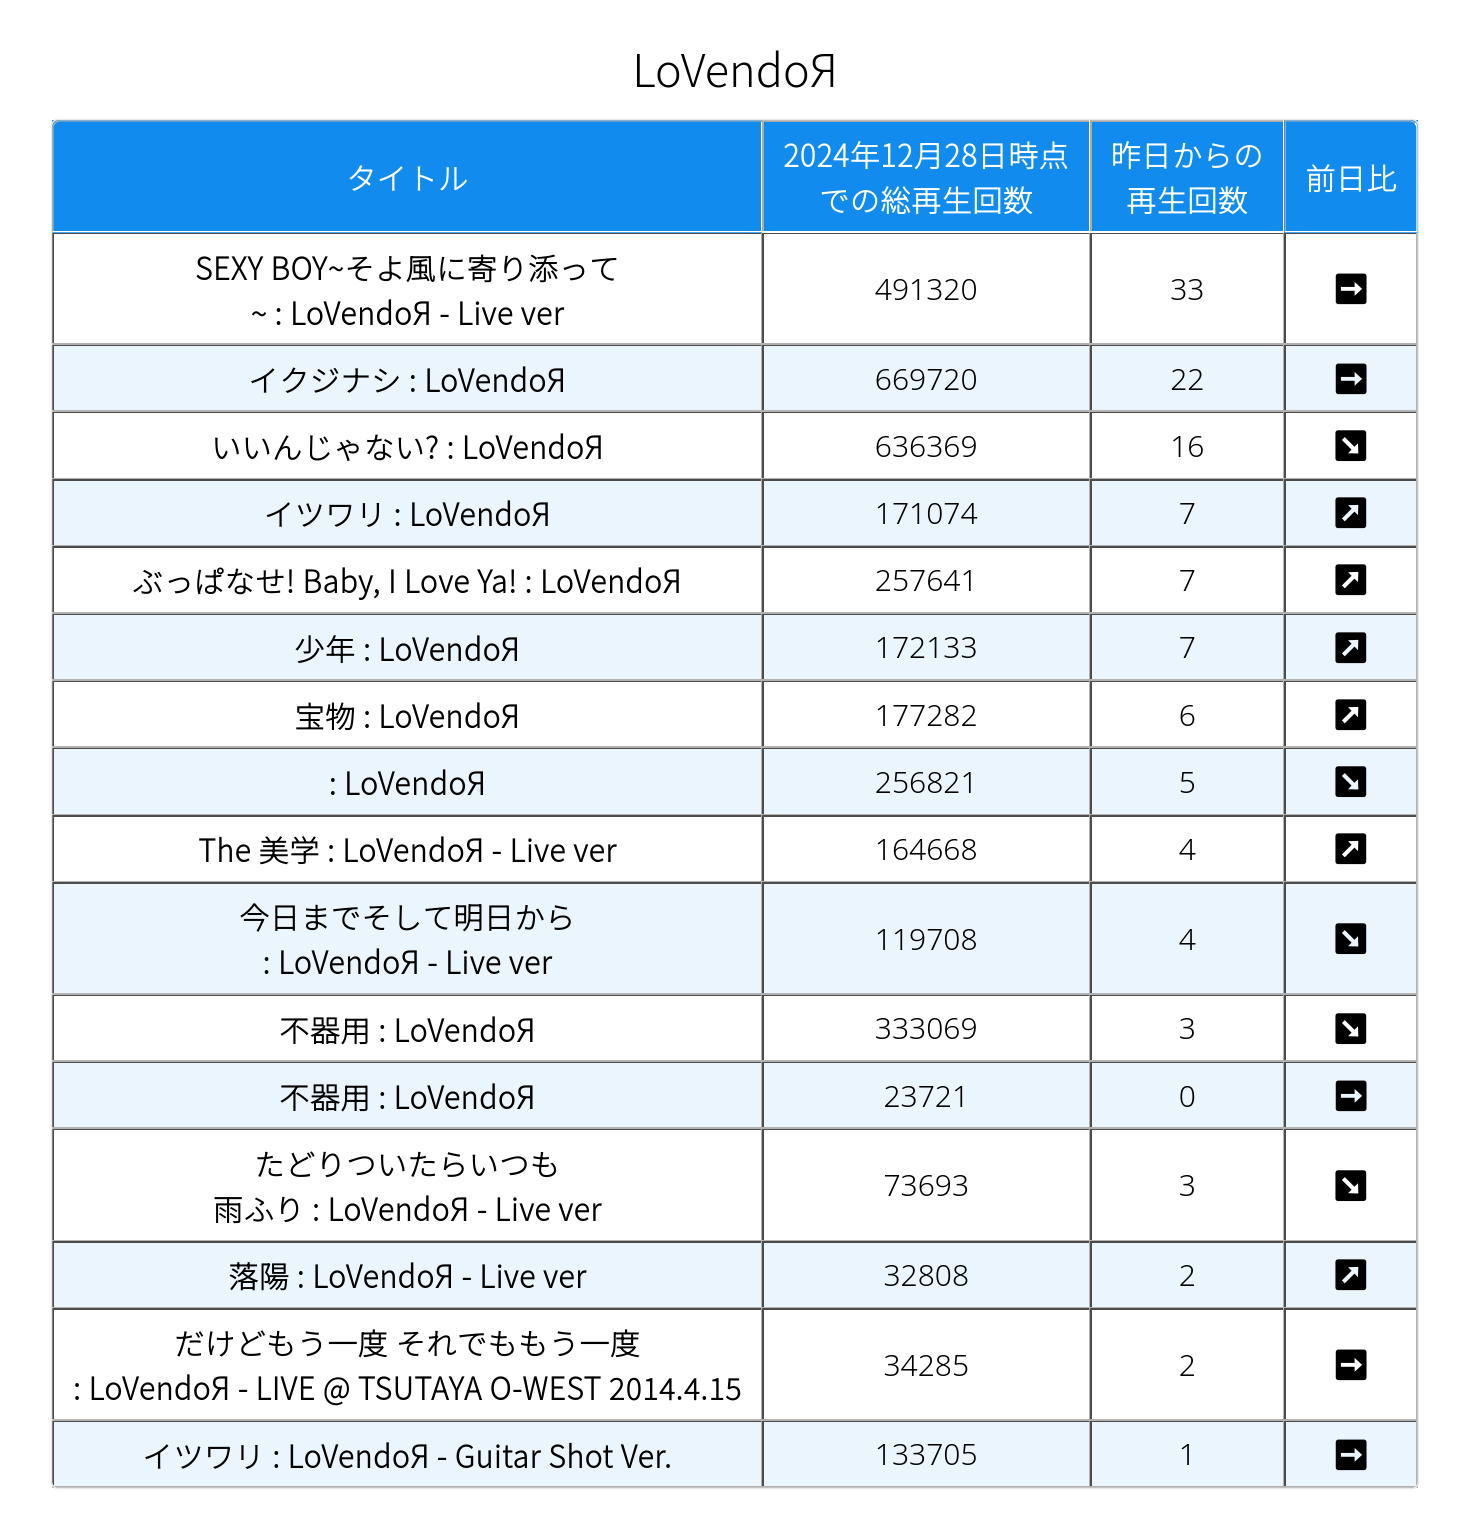 LoVendoЯ
タイトル
2024年12月28日時点
での総再生回数
昨日からの
再生回数
前日比
SEXY BOY~そよ風に寄り添って
~ : LoVendoЯ - Live ver
491320
33
イクジナシ : LoVendoЯ
669720
22
いいんじゃない? : LoVendoЯ
636369
16
イツワリ : LoVendoЯ
171074
7
ぶっぱなせ! Baby, I Love Ya! : LoVendoЯ
257641
7
少年 : LoVendoЯ
172133
7
宝物 : LoVendoЯ
177282
6
: LoVendoЯ
256821
5
The 美学 : LoVendoЯ - Live ver
164668
4
今日までそして明日から
: LoVendoЯ - Live ver
119708
4
不器用 : LoVendoЯ
333069
3
不器用 : LoVendoЯ
23721
0
たどりついたらいつも
雨ふり : LoVendoЯ - Live ver
73693
3
落陽 : LoVendoЯ - Live ver
32808
2
だけどもう一度 それでももう一度
: LoVendoЯ - LIVE @ TSUTAYA O-WEST 2014.4.15
34285
2
イツワリ : LoVendoЯ - Guitar Shot Ver.
133705
1